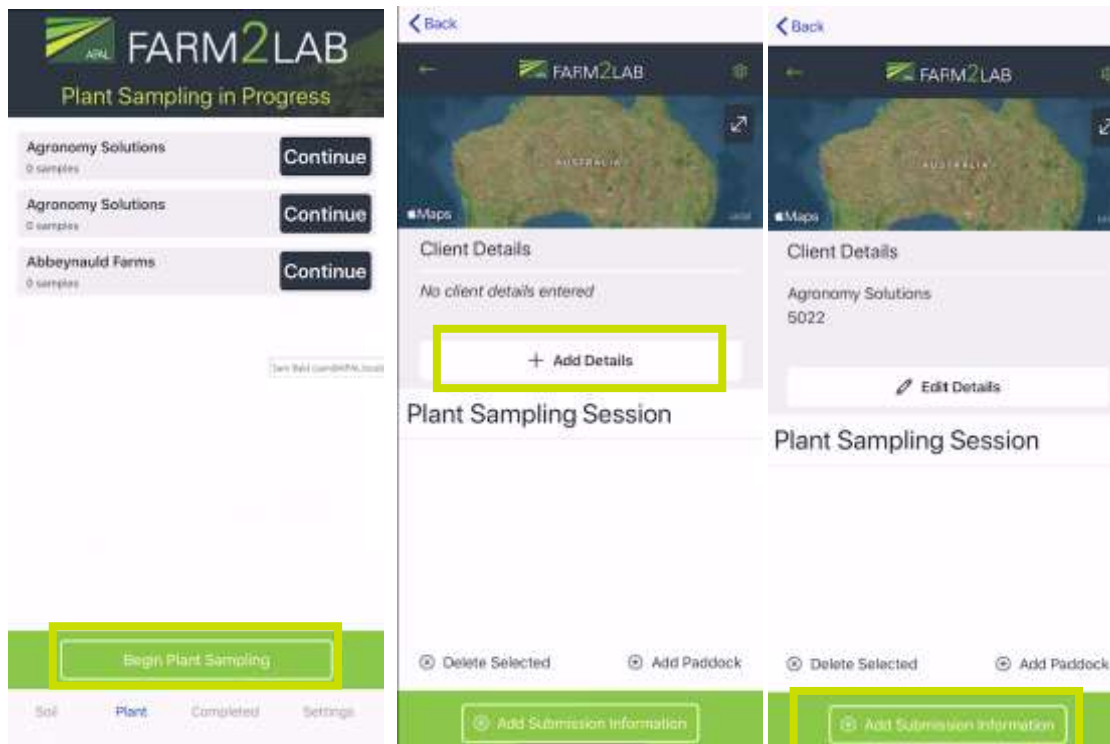 APAL FARM2LAB
Plant Sampling in Progress
Agronomy Solutions
0 samples
Continue
Agronomy Solutions
0 samples
Continue
Abbeynauld Farms
0 samples
Continue
Begin Plant Sampling
Soil Plant Completed Settings
Back
FARM2LAB
AUSTRALIA
Maps
Client Details
No client details entered
+ Add Details
Plant Sampling Session
Delete Selected Add Paddock
Add Submission Information
Back
FARM2LAB
AUSTRALIA
Maps
Client Details
Agronomy Solutions
5022
Edit Details
Plant Sampling Session
Delete Selected Add Paddock
Add Submission Information